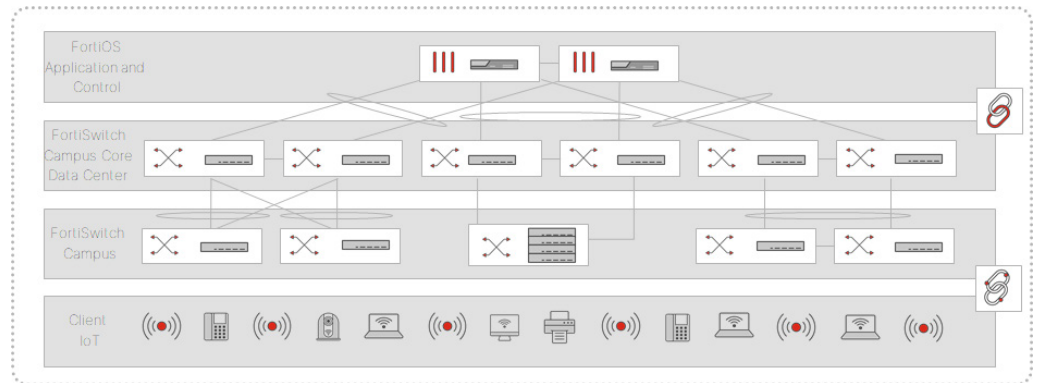 FortiOS
Application and
Control
FortiSwitch
Campus Core
Data Center
FortiSwitch
Campus
Client
IoT